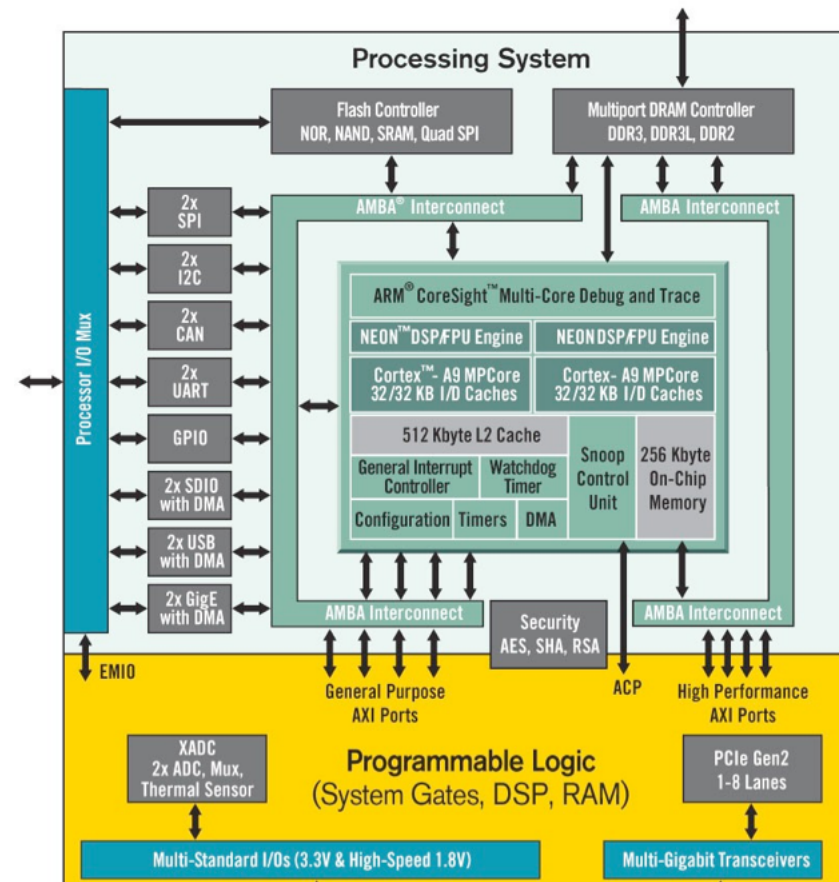 Processing System
Flash Controller
NOR, NAND, SRAM, Quad SPI
Multiport DRAM Controller
DDR3, DDR3L, DDR2
Processor I/O Mux
2x
SPI
2x
I2C
2x
CAN
2x
UART
GPIO
2x SDIO
with DMA
2x USB
with DMA
2x GigE
with DMA
AMBA® Interconnect
AMBA Interconnect
ARM® CoreSight™ Multi-Core Debug and Trace
NEON™ DSP/FPU Engine
NEON DSP/FPU Engine
Cortex™- A9 MPCore
32/32 KB I/D Caches
Cortex- A9 MPCore
32/32 KB I/D Caches
512 Kbyte L2 Cache
General Interrupt
Controller
Watchdog
Timer
Configuration
Timers
DMA
Snoop
Control
Unit
256 Kbyte
On-Chip
Memory
AMBA Interconnect
Security
AES, SHA, RSA
AMBA Interconnect
EMIO
General Purpose
AXI Ports
ACP
High Performance
AXI Ports
XADC
2x ADC, Mux,
Thermal Sensor
Programmable Logic
(System Gates, DSP, RAM)
PCIe Gen2
1-8 Lanes
Multi-Standard I/Os (3.3V & High-Speed 1.8V)
Multi-Gigabit Transceivers